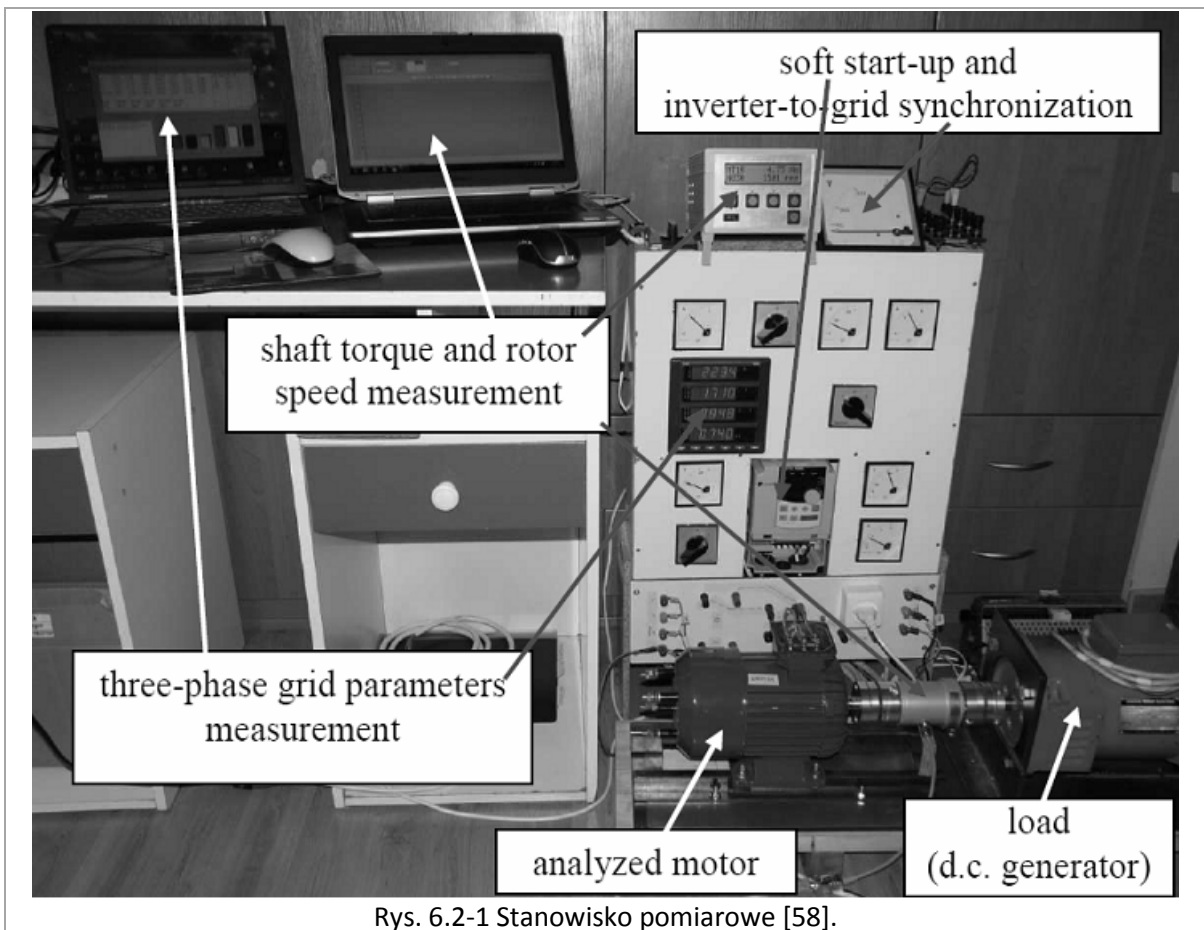 soft start-up and
inverter-to-grid synchronization
shaft torque and rotor
speed measurement
three-phase grid parameters
measurement
analyzed motor
load
(d.c. generator)
Rys. 6.2-1 Stanowisko pomiarowe [58].